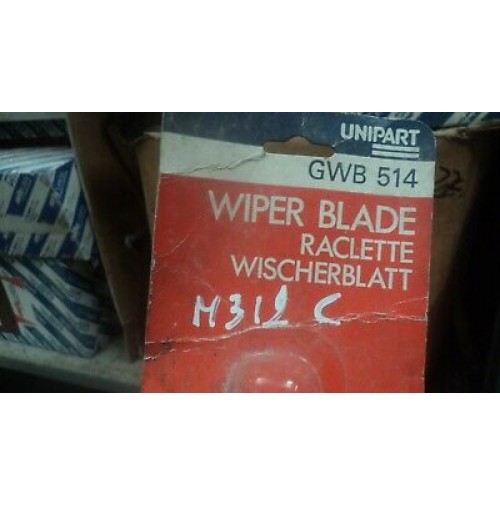 UNIPART
GWB 514
WIPER BLADE
RACLETTE
WISCHERBLATT